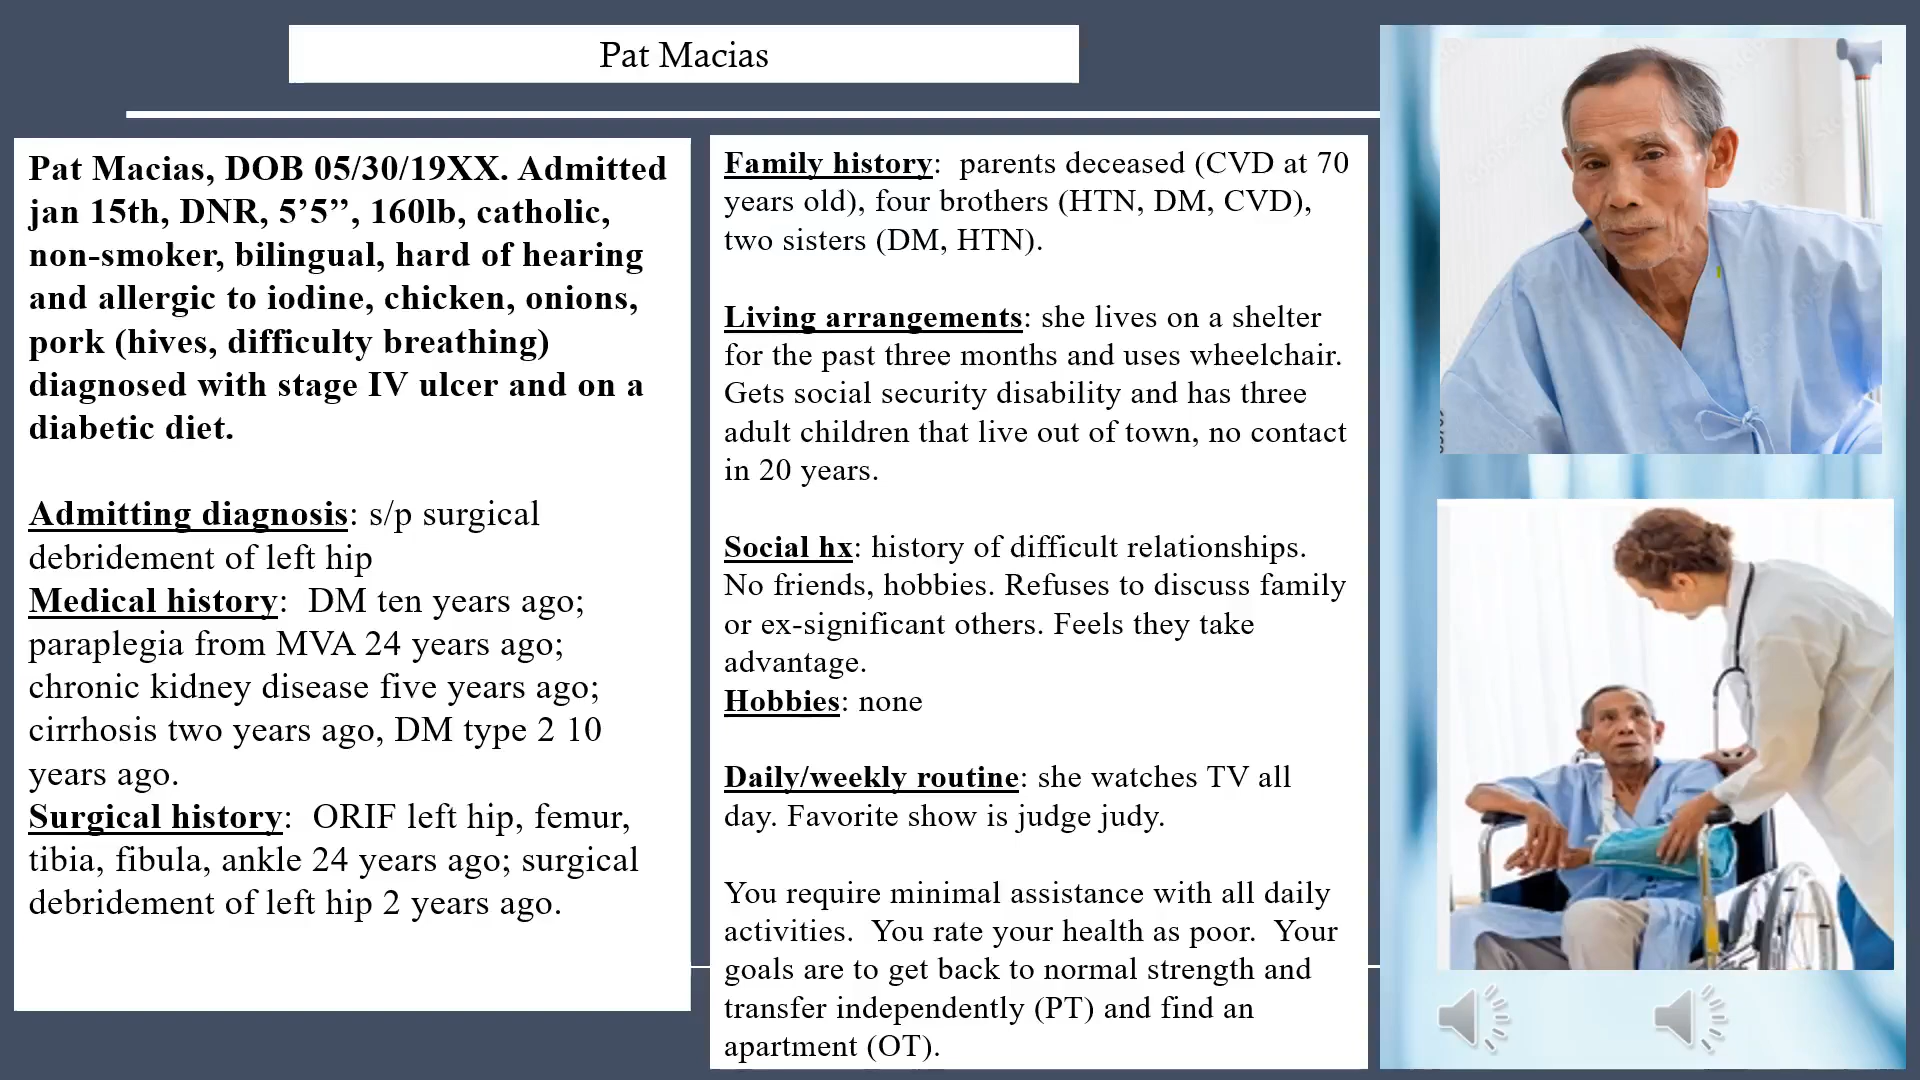 Pat Macias
Pat Macias, DOB 05/30/19XX. Admitted
jan 15th, DNR, 5’5’’, 160lb, catholic,
non-smoker, bilingual, hard of hearing
and allergic to iodine, chicken, onions,
pork (hives, difficulty breathing)
diagnosed with stage IV ulcer and on a
diabetic diet.
Admitting diagnosis: s/p surgical
debridement of left hip
Medical history:  DM ten years ago;
paraplegia from MVA 24 years ago;
chronic kidney disease five years ago;
cirrhosis two years ago, DM type 2 10
years ago.
Surgical history:  ORIF left hip, femur,
tibia, fibula, ankle 24 years ago; surgical
debridement of left hip 2 years ago.
Family history:  parents deceased (CVD at 70
years old), four brothers (HTN, DM, CVD),
two sisters (DM, HTN).
Living arrangements: she lives on a shelter
for the past three months and uses wheelchair.
Gets social security disability and has three
adult children that live out of town, no contact
in 20 years.
Social hx: history of difficult relationships.
No friends, hobbies. Refuses to discuss family
or ex-significant others. Feels they take
advantage.
Hobbies: none
Daily/weekly routine: she watches TV all
day. Favorite show is judge judy.
You require minimal assistance with all daily
activities.  You rate your health as poor.  Your
goals are to get back to normal strength and
transfer independently (PT) and find an
apartment (OT).